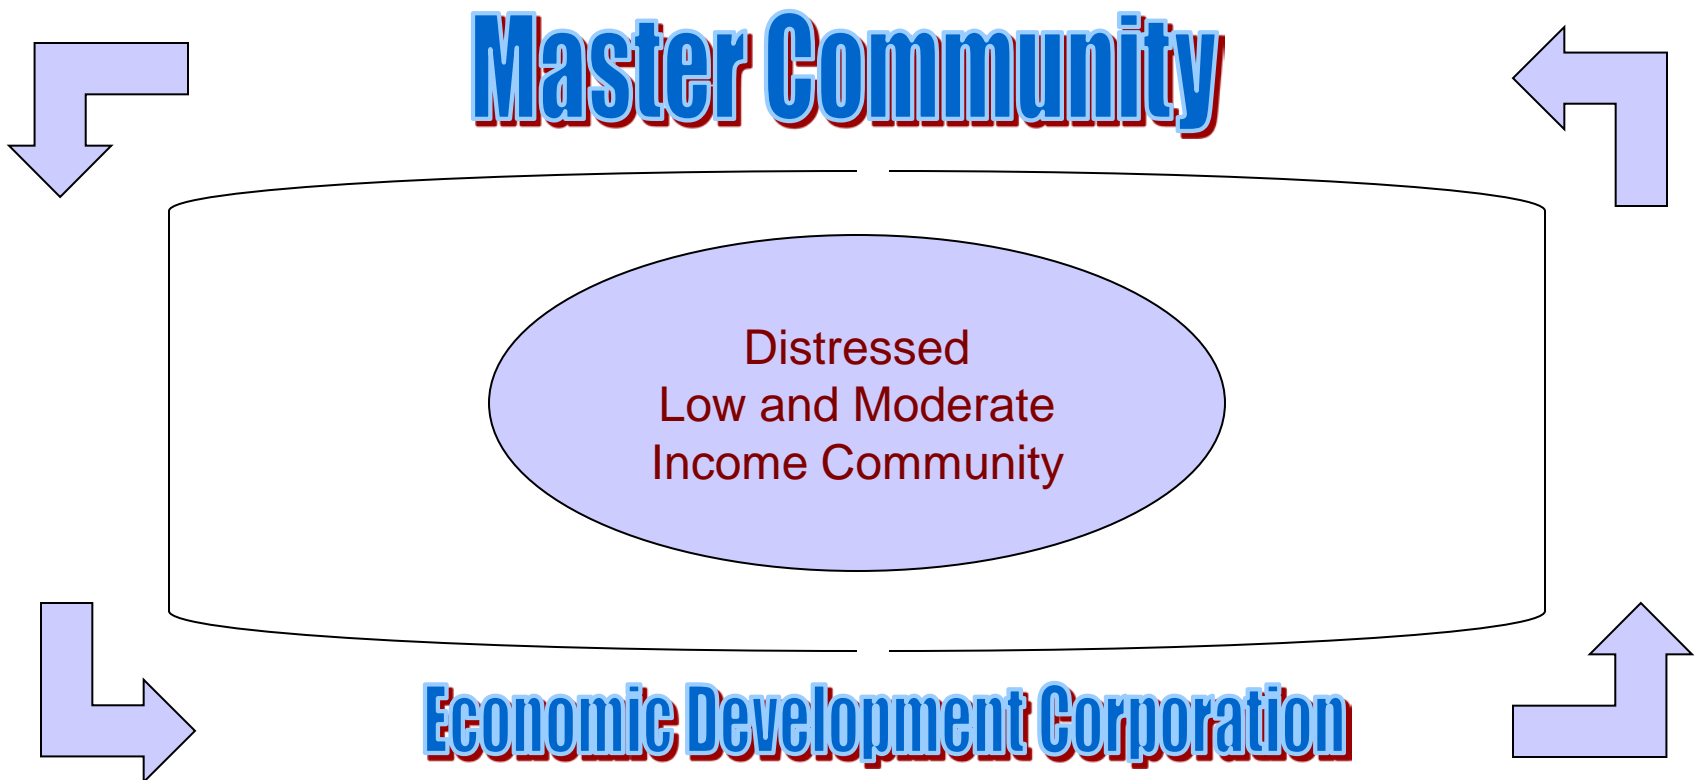 Master Community
Distressed
Low and Moderate
Income Community
Economic Development Corporation